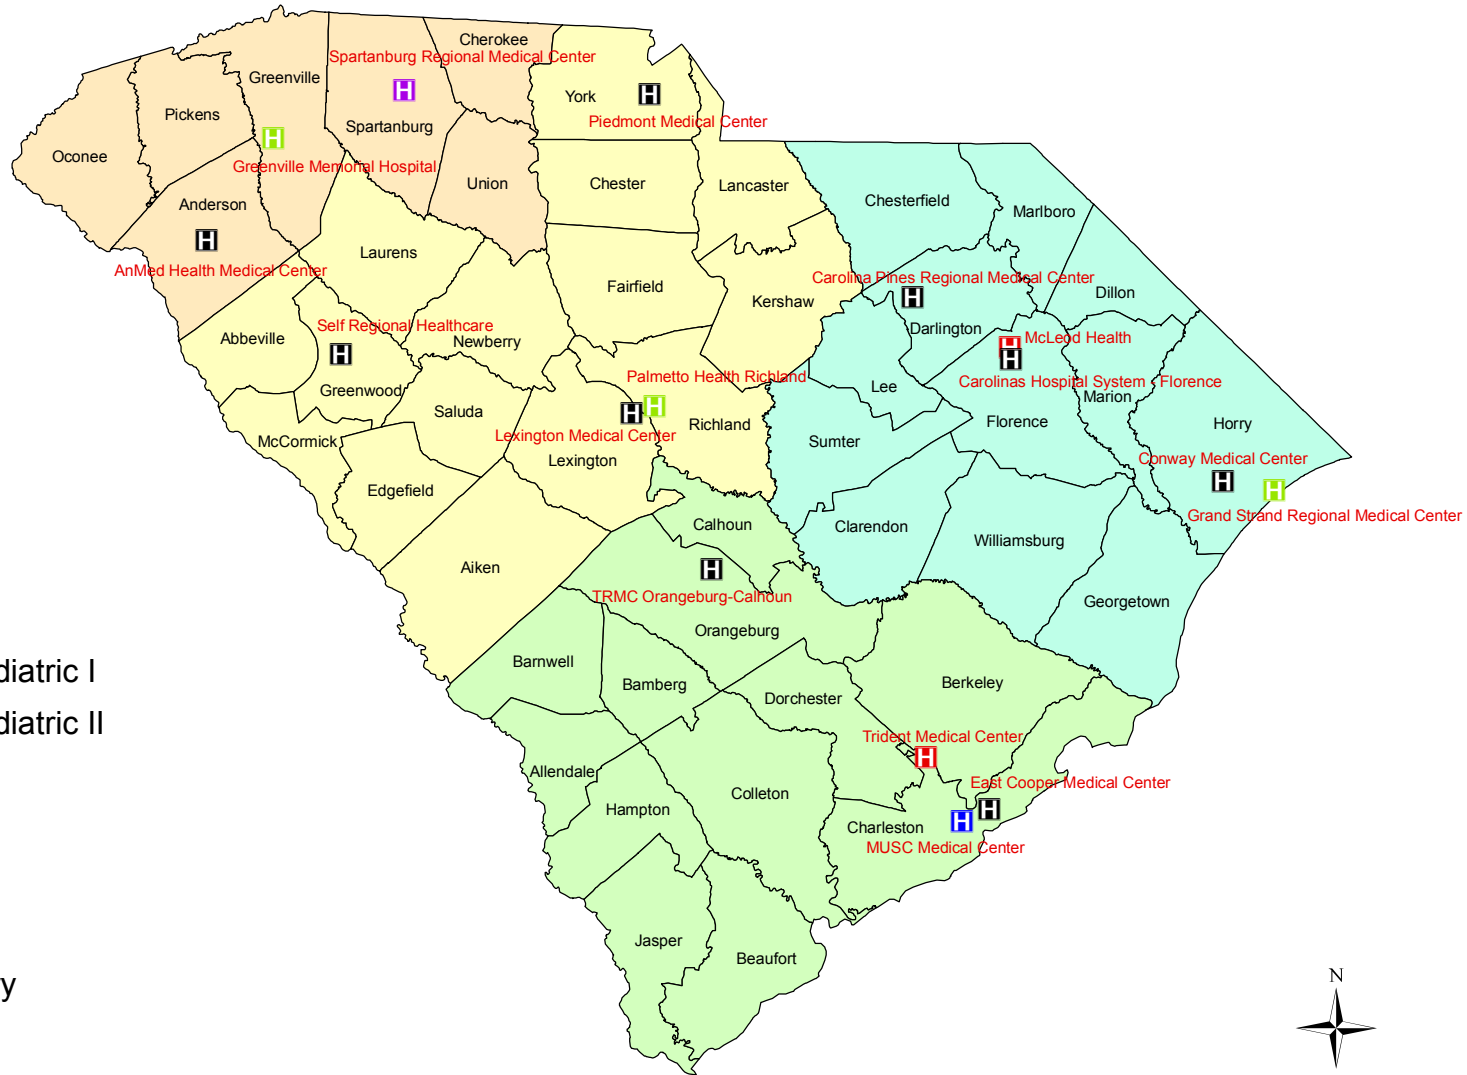 Cherokee
Spartanburg Regional Medical Center
Greenville
H
York
H
Piedmont Medical Center
Pickens
Spartanburg
H
Oconee
Greenville Memorial Hospital
Union
Chester
Lancaster
Chesterfield
Marlboro
Anderson
H
AnMed Health Medical Center
Laurens
Fairfield
Kershaw
Carolina Pines Regional Medical Center
H
Dillon
Self Regional Healthcare
Abbeville
Newberry
H
Darlington
H
McLeod Health
H
Carolinas Hospital System - Florence
Palmetto Health Richland
Greenwood
Lee
Marion
H
H
Saluda
Richland
Florence
Horry
Lexington Medical Center
McCormick
Sumter
Lexington
Conway Medical Center
H
H
Edgefield
Grand Strand Regional Medical Center
Calhoun
Clarendon
Williamsburg
Aiken
H
TRMC Orangeburg-Calhoun
Georgetown
Orangeburg
Barnwell
diatric I
Bamberg
Berkeley
Dorchester
diatric II
Trident Medical Center
H
Allendale
East Cooper Medical Center
Colleton
Hampton
H
H
Charleston
MUSC Medical Center
Jasper
Beaufort
ry
N